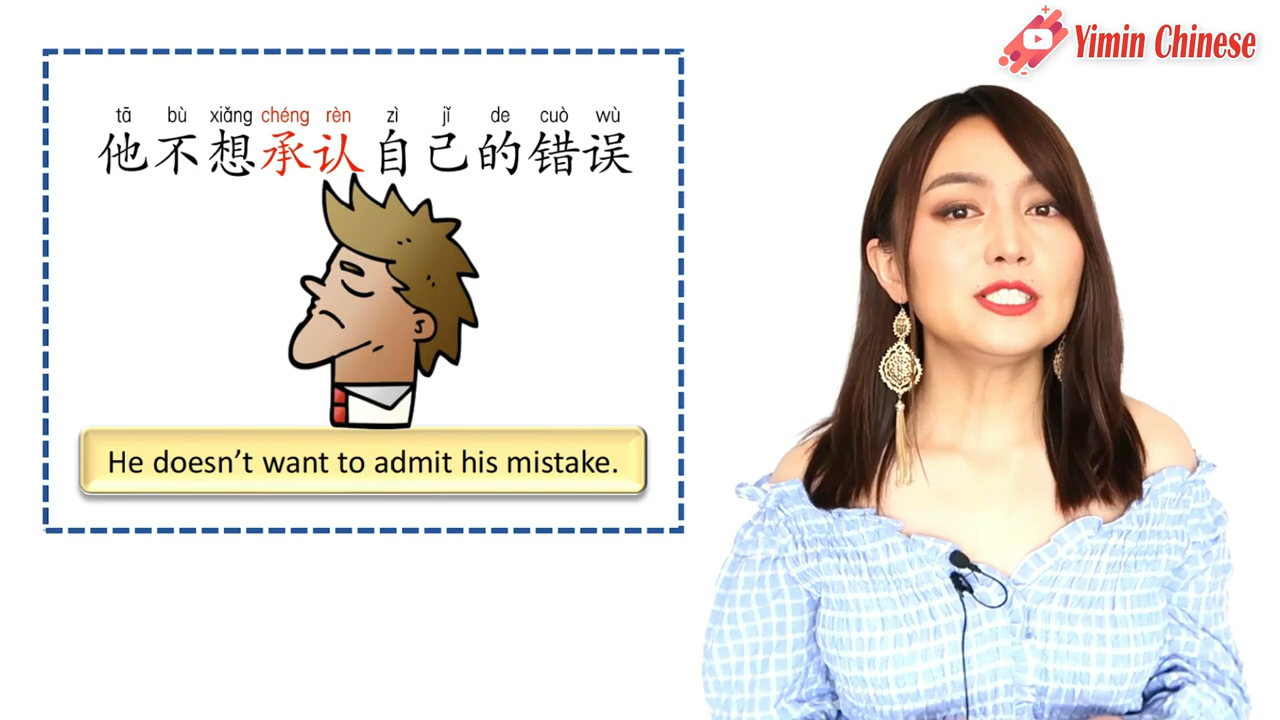 Yimin Chinese
tā bù xiǎng chéng rèn zì jǐ de cuò wù
他不想承认自己的错误
He doesn’t want to admit his mistake.